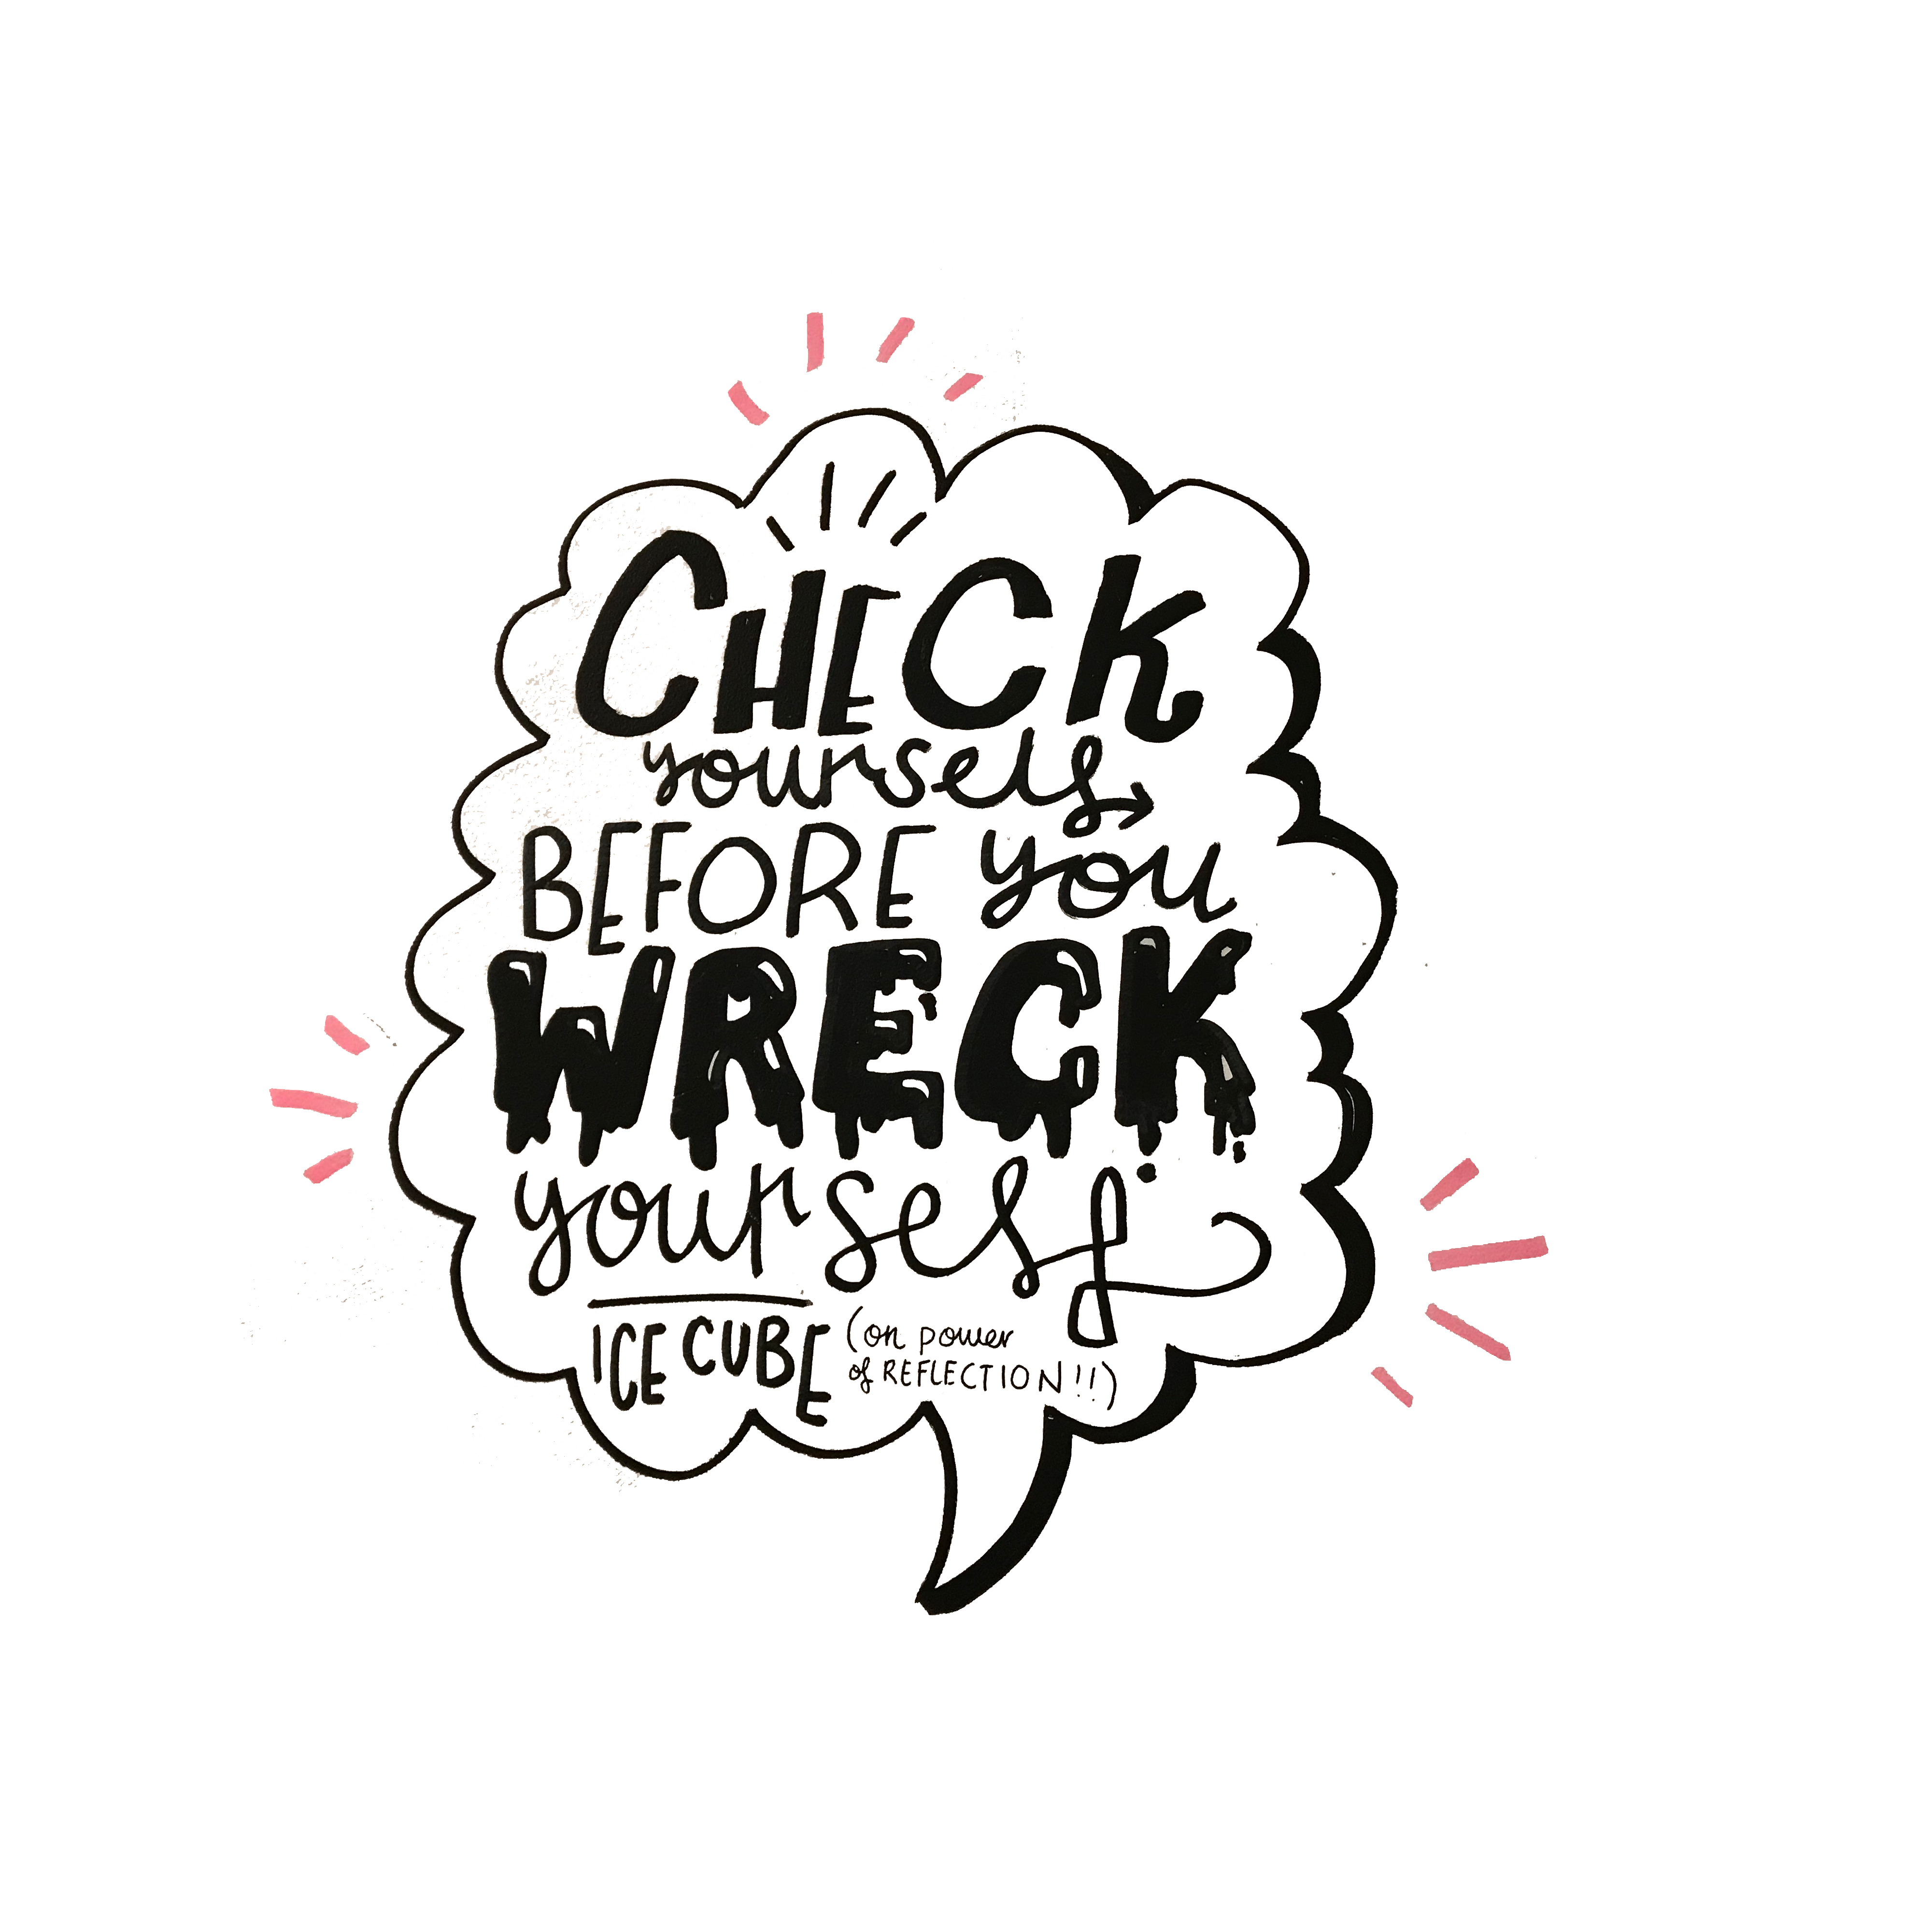 CHECK
yourself
BEFORE you
WRECK
yourself
ICE CUBE (on power
of REFLECTION!!)